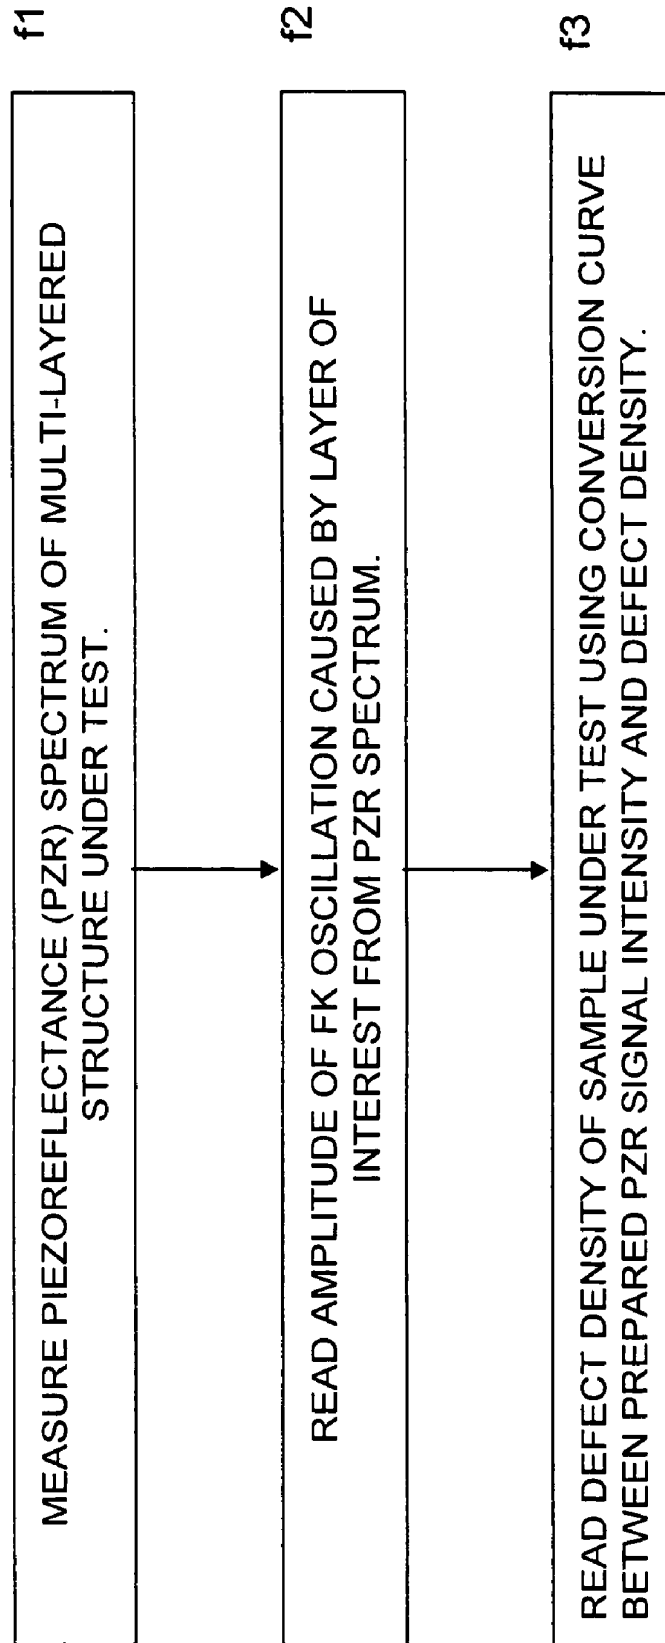 f1
MEASURE PIEZOREFLECTANCE (PZR) SPECTRUM OF MULTI-LAYERED
STRUCTURE UNDER TEST.
f2
READ AMPLITUDE OF FK OSCILLATION CAUSED BY LAYER OF
INTEREST FROM PZR SPECTRUM.
f3
READ DEFECT DENSITY OF SAMPLE UNDER TEST USING CONVERSION CURVE
BETWEEN PREPARED PZR SIGNAL INTENSITY AND DEFECT DENSITY.